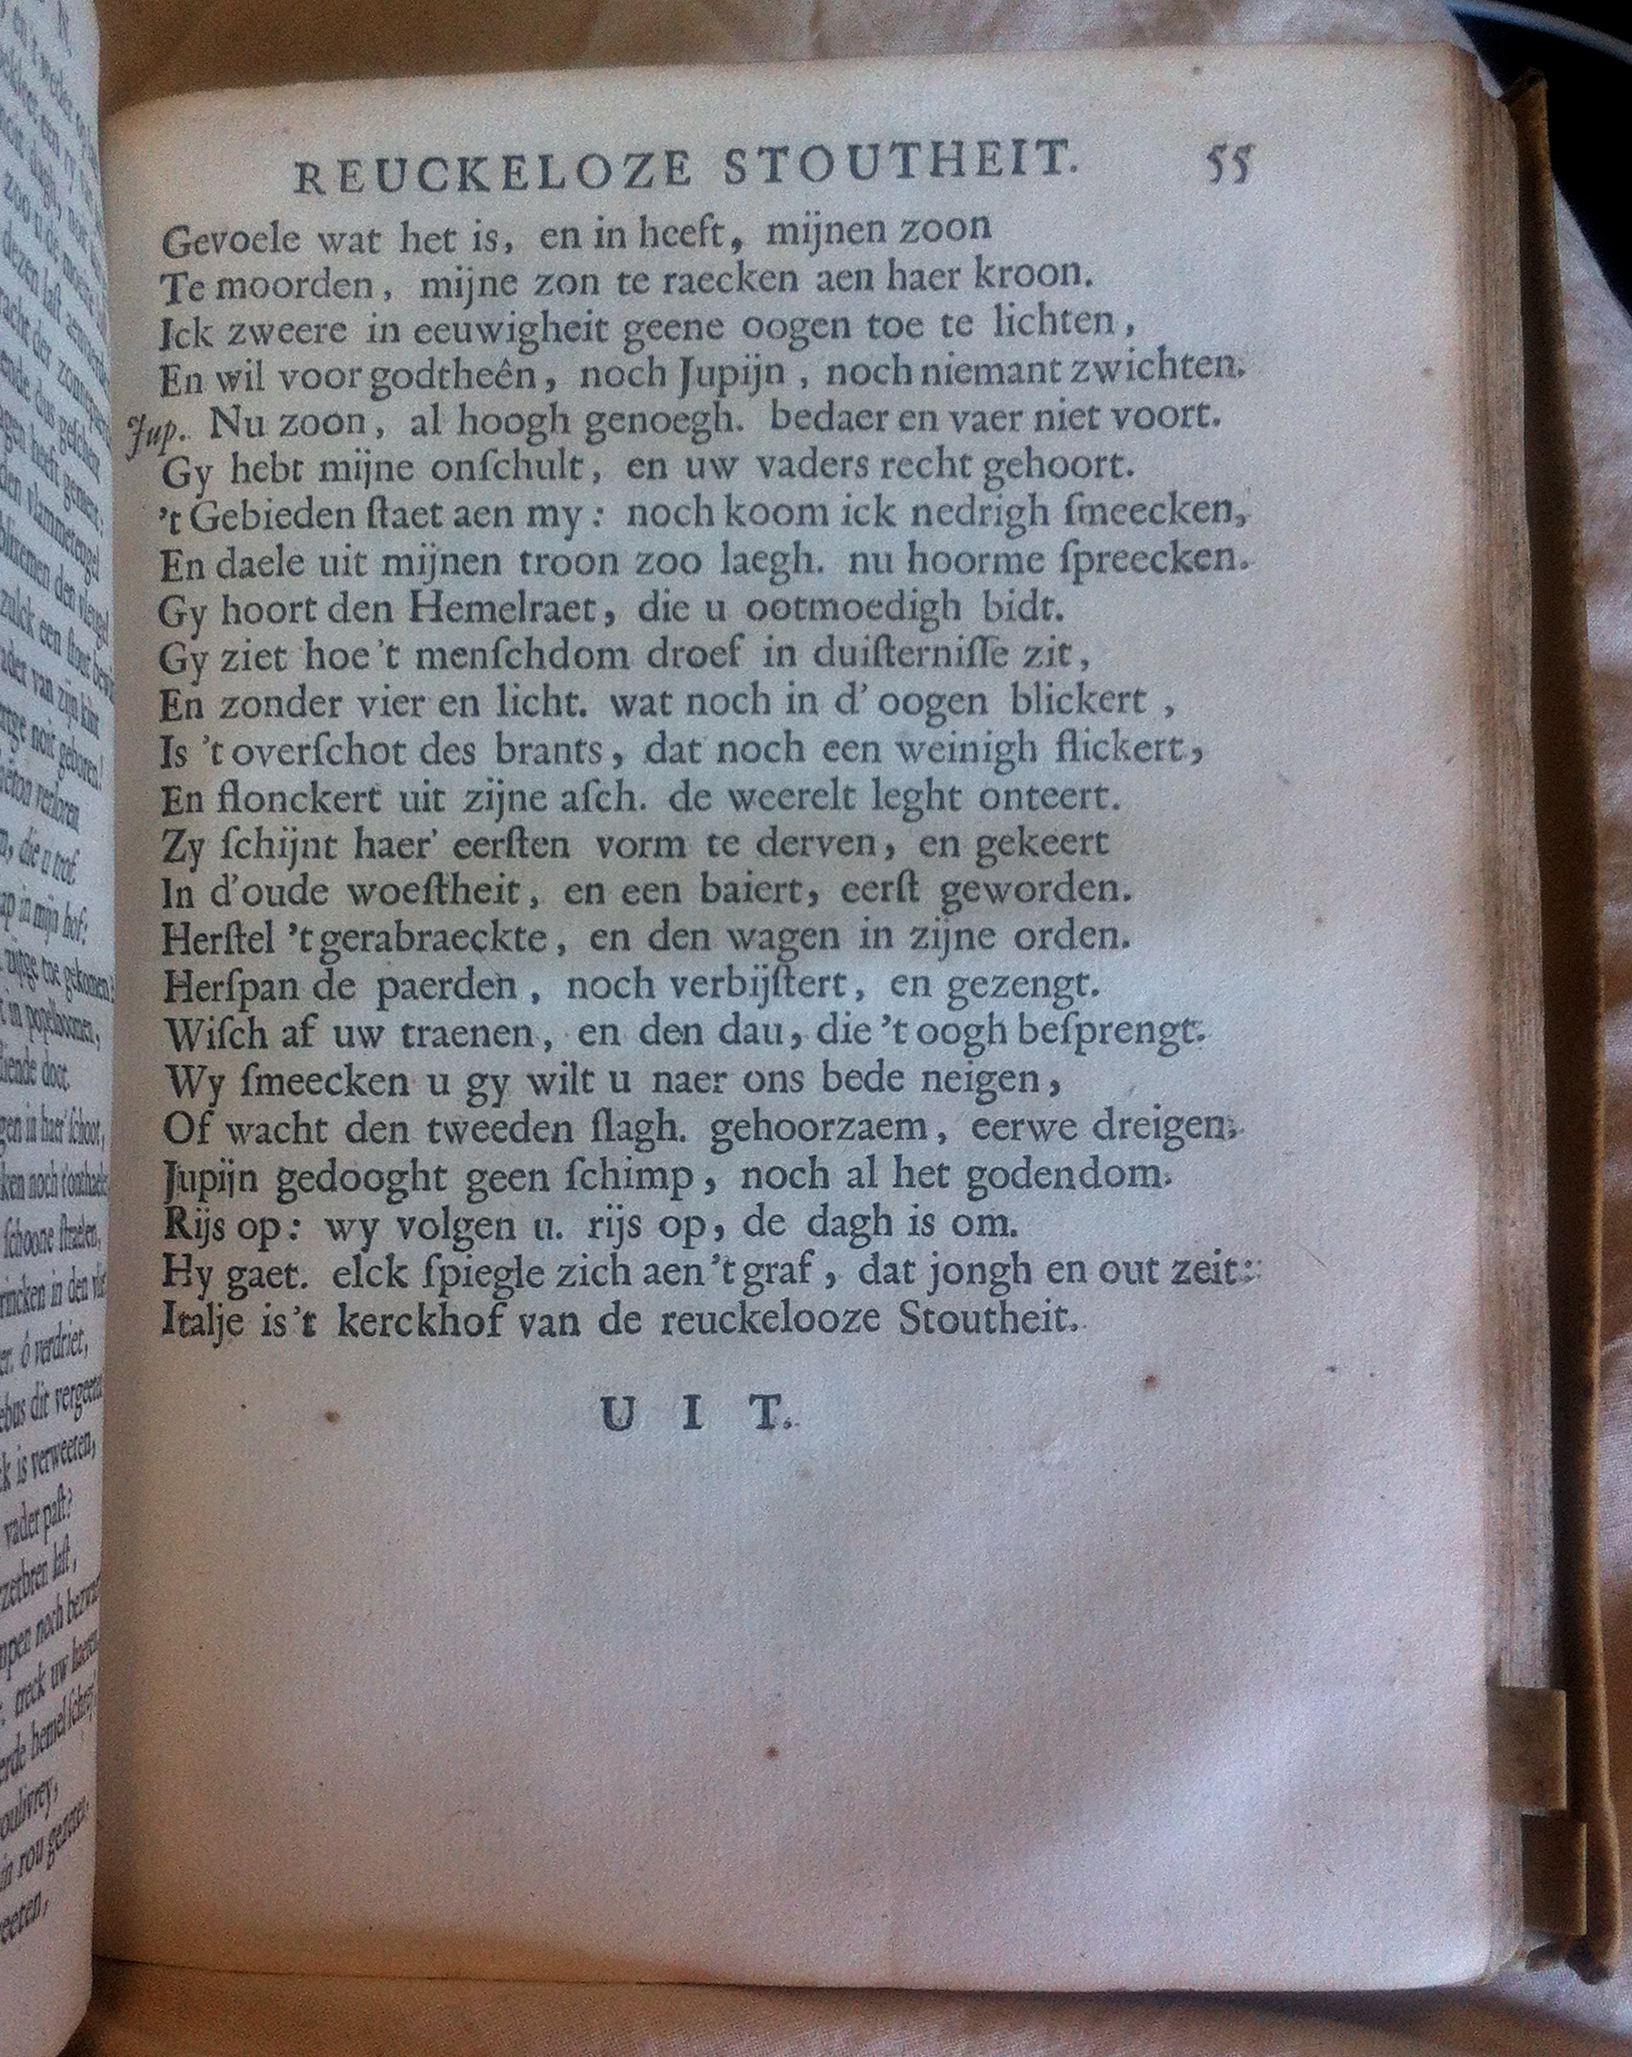 REUCKELOZE STOUTHEIT. 55
Gevoele wat het is, en in heeft, mijnen zoon
Te moorden, mijne zon te raecken aen haer kroon.
Ick zweere in eeuwigheit geene oogen toe te lichten,
En wil voor godtheên, noch Jupijn, noch niemant zwichten.
Jup. Nu zoon, al hoogh genoegh. bedaer en vaer niet voort.
Gy hebt mijne onſchult, en uw vaders recht gehoort.
't Gebieden ſtaet aen my: noch koom ick nedrigh ſmeecken,
En daele uit mijnen troon zoo laegh. nu hoorme ſpreecken.
Gy hoort den Hemelraet, die u ootmoedigh bidt.
Gy ziet hoe 't menſchdom droef in duiſterniſſe zit,
En zonder vier en licht. wat noch in d' oogen blickert,
Is 't overſchot des brants, dat noch een weinigh flickert,
En flonckert uit zijne aſch. de weerelt leght onteert.
Zy ſchijnt haer' eerſten vorm te derven, en gekeert
In d'oude woeſtheit, en een baiert, eerſt geworden.
Herſtel 't gerabraeckte, en den wagen in zijne orden.
Herſpan de paerden, noch verbijſtert, en gezengt.
Wiſch af uw traenen, en den dau, die 't oogh beſprengt.
Wy ſmeecken u gy wilt u naer ons bede neigen,
Of wacht den tweeden ſlagh. gehoorzaem, eerwe dreigen.
Jupijn gedooght geen ſchimp, noch al het godendom.
Rijs op: wy volgen u. rijs op, de dagh is om.
Hy gaet. elck ſpiegle zich aen 't graf, dat jongh en out zeit:
Italje is 't kerckhof van de reuckelooze Stoutheit.
U I T.